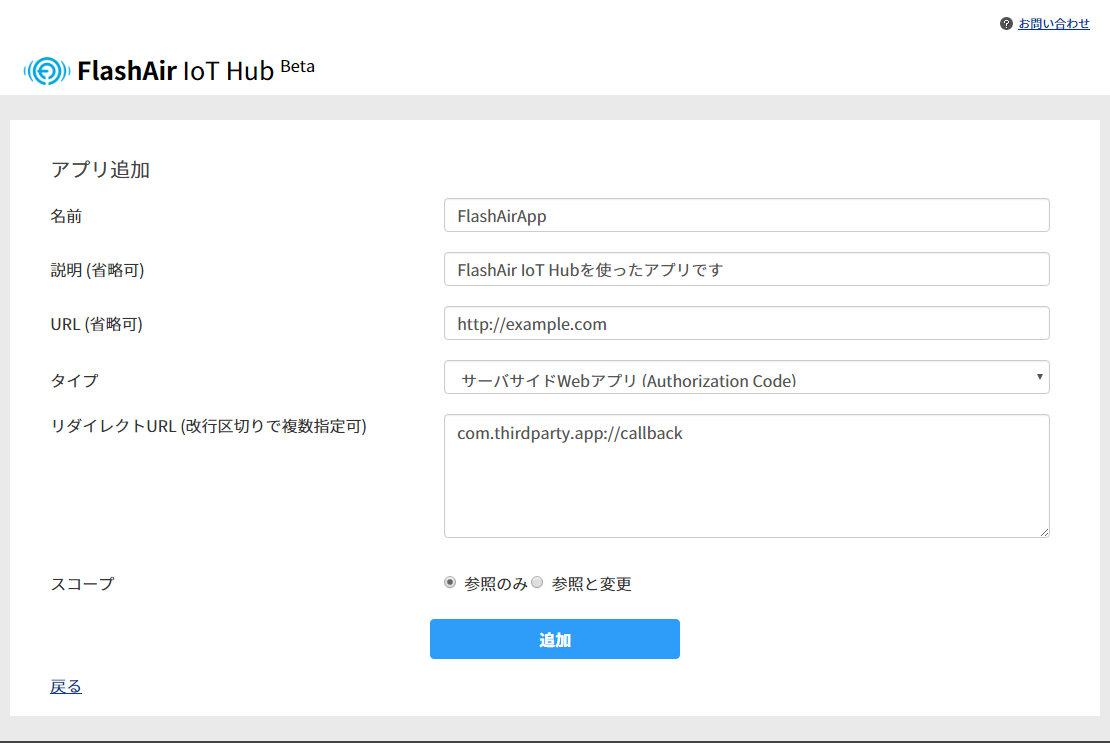 お問い合わせ
FlashAir IoT Hub Beta
アプリ追加
名前
FlashAirApp
説明 (省略可)
FlashAir IoT Hubを使ったアプリです
URL (省略可)
http://example.com
タイプ
サーバサイドWebアプリ (Authorization Code)
リダイレクトURL (改行区切りで複数指定可)
com.thirdparty.app://callback
スコープ
参照のみ 参照と変更
追加
戻る